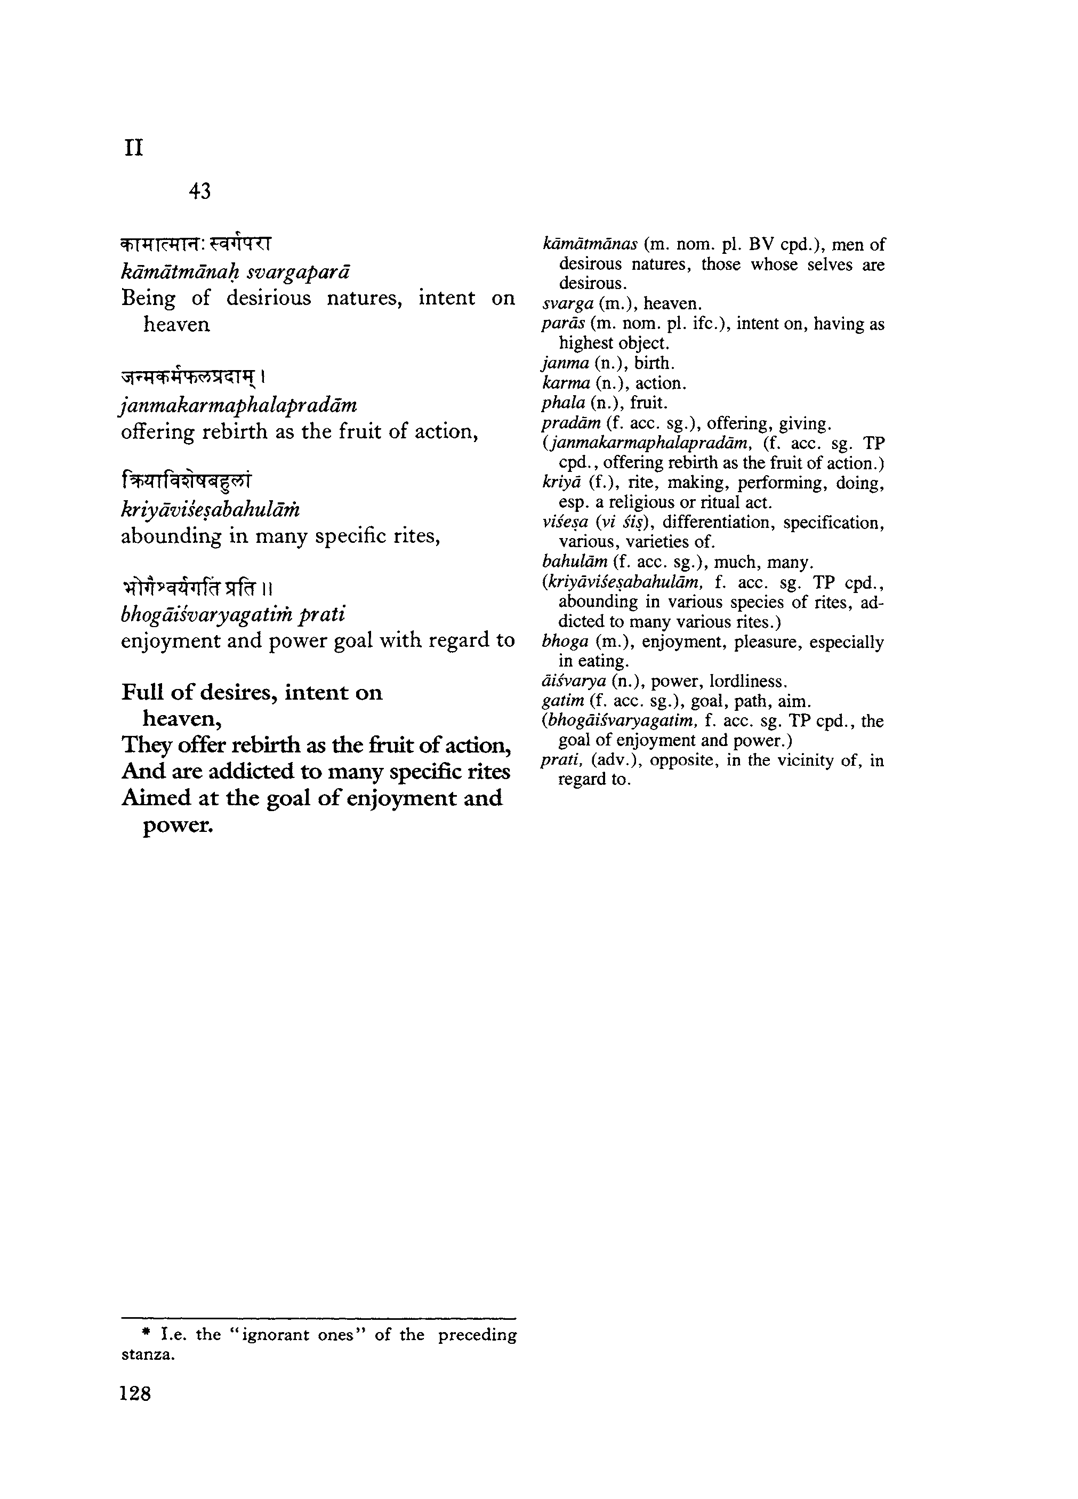 II
43
कामात्मानः स्वर्गपरा
kāmātmānaḥ svargaparā
Being of desirious natures, intent on
heaven
जन्मकर्मफलप्रदाम् ।
janmakarmaphalapradām
offering rebirth as the fruit of action,
क्रियाविशेषबहुलां
kriyāviśeṣabahulāṁ
abounding in many specific rites,
भोगैश्वर्यगतिं प्रति ॥
bhogāiśvaryagatiṁ prati
enjoyment and power goal with regard to
Full of desires, intent on
heaven,
They offer rebirth as the fruit of action,
And are addicted to many specific rites
Aimed at the goal of enjoyment and
power.
kāmātmānas (m. nom. pl. BV cpd.), men of
desirous natures, those whose selves are
desirous.
svarga (m.), heaven.
parās (m. nom. pl. ifc.), intent on, having as
highest object.
janma (n.), birth.
karma (n.), action.
phala (n.), fruit.
pradām (f. acc. sg.), offering, giving.
(janmakarmaphalapradām, (f. acc. sg. TP
cpd., offering rebirth as the fruit of action.)
kriyā (f.), rite, making, performing, doing,
esp. a religious or ritual act.
viśeṣa (vi śiṣ), differentiation, specification,
various, varieties of.
bahulām (f. acc. sg.), much, many.
(kriyāviśeṣabahulām, f. acc. sg. TP cpd.,
abounding in various species of rites, ad-
dicted to many various rites.)
bhoga (m.), enjoyment, pleasure, especially
in eating.
āiśvarya (n.), power, lordliness.
gatim (f. acc. sg.), goal, path, aim.
(bhogāiśvaryagatim, f. acc. sg. TP cpd., the
goal of enjoyment and power.)
prati, (adv.), opposite, in the vicinity of, in
regard to.
* I.e. the “ignorant ones” of the preceding
stanza.
128